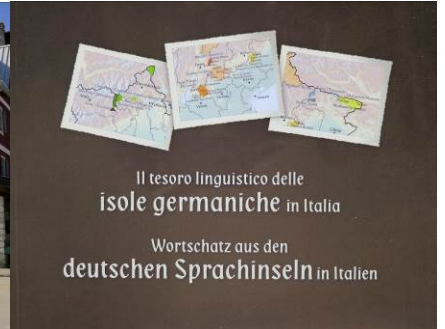 Il tesoro linguistico delle
isole germaniche in Italia
Wortschatz aus den
deutschen Sprachinseln in Italien